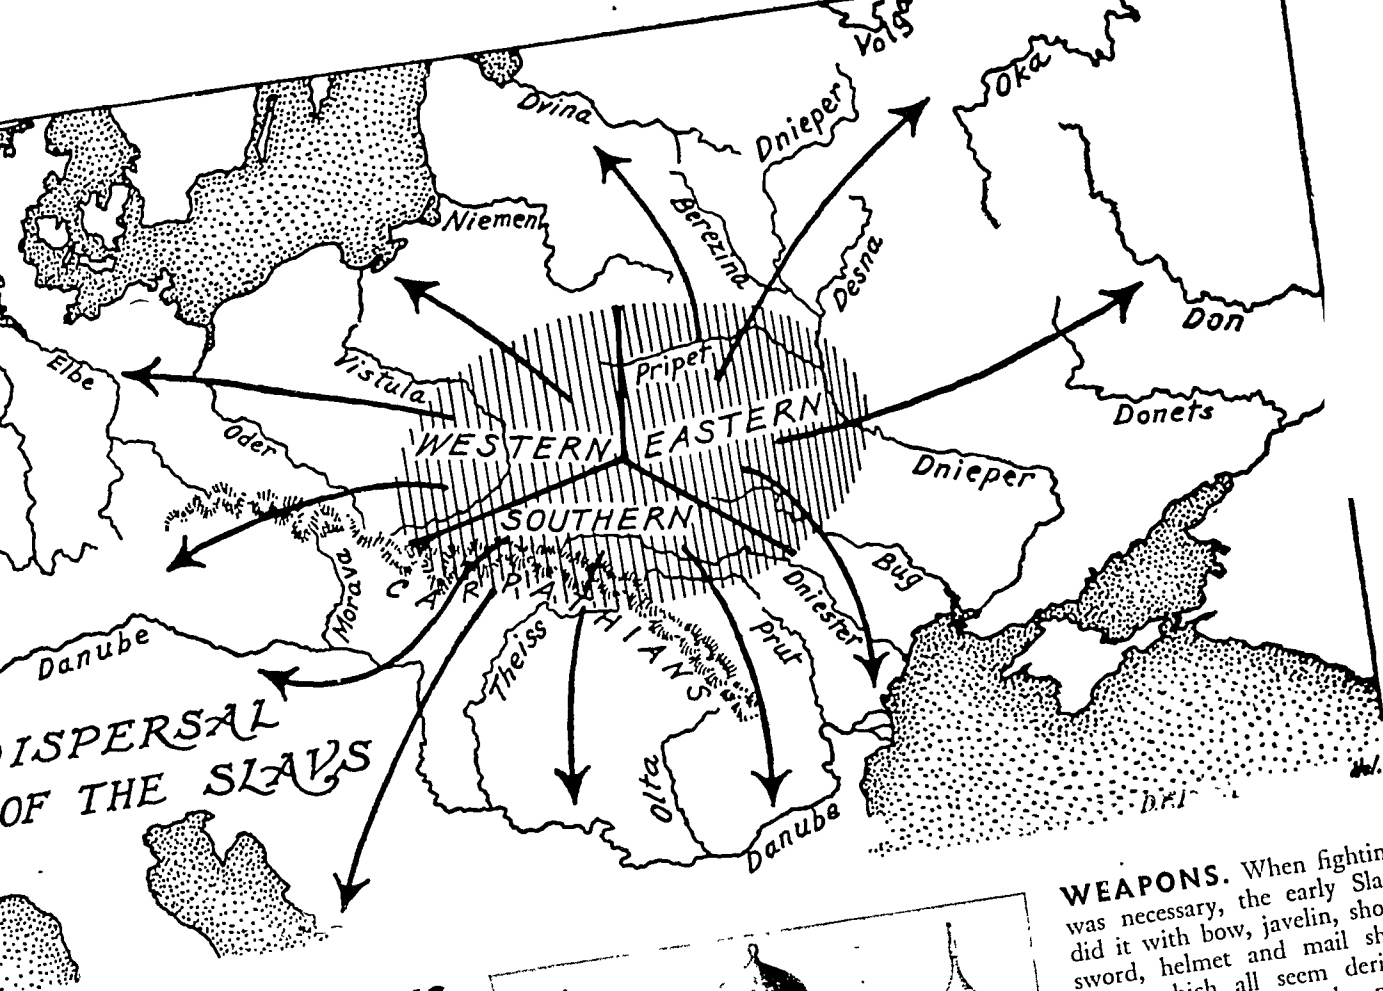 Volga
Oka
Dvina
Dnieper
Niemen
Berezina
Desna
Don
Elbe
Vistula
Pripet
Donets
Oder
WESTERN
EASTERN
Dnieper
SOUTHERN
Morava
CARPATHIANS
Bug
Dniester
Danube
Theiss
Prut
DISPERSAL
OF THE SLAVS
Olta
Danube
WEAPONS. When fightin
was necessary, the early Sla
did it with bow, javelin, sho
sword, helmet and mail sh
hich all seem deri